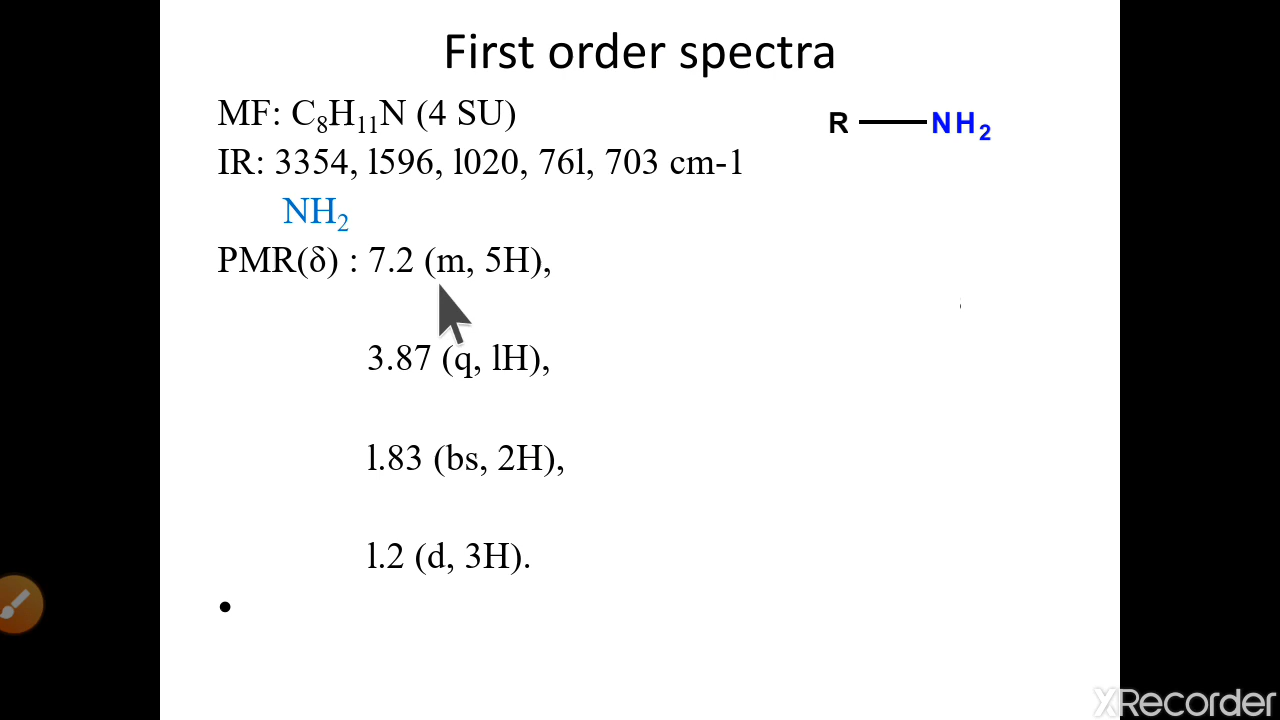 First order spectra
MF: C₈H₁₁N (4 SU)
R NH₂
IR: 3354, l596, l020, 76l, 703 cm-1
NH₂
PMR(δ) : 7.2 (m, 5H),
3.87 (q, lH),
l.83 (bs, 2H),
l.2 (d, 3H).
•
XRecorder